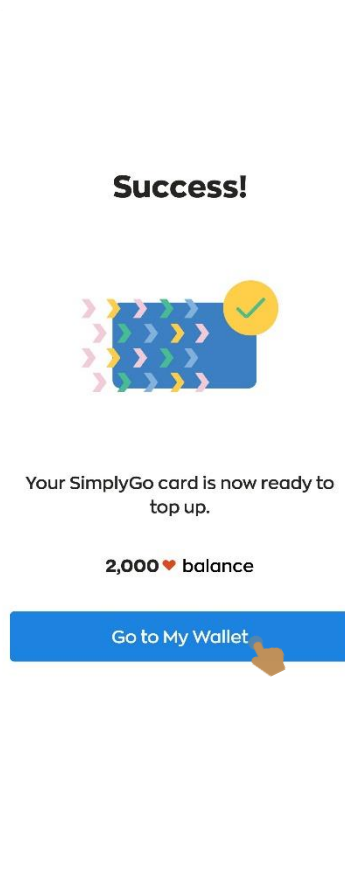 Success!
Your SimplyGo card is now ready to
top up.
2,000 ❤ balance
Go to My Wallet